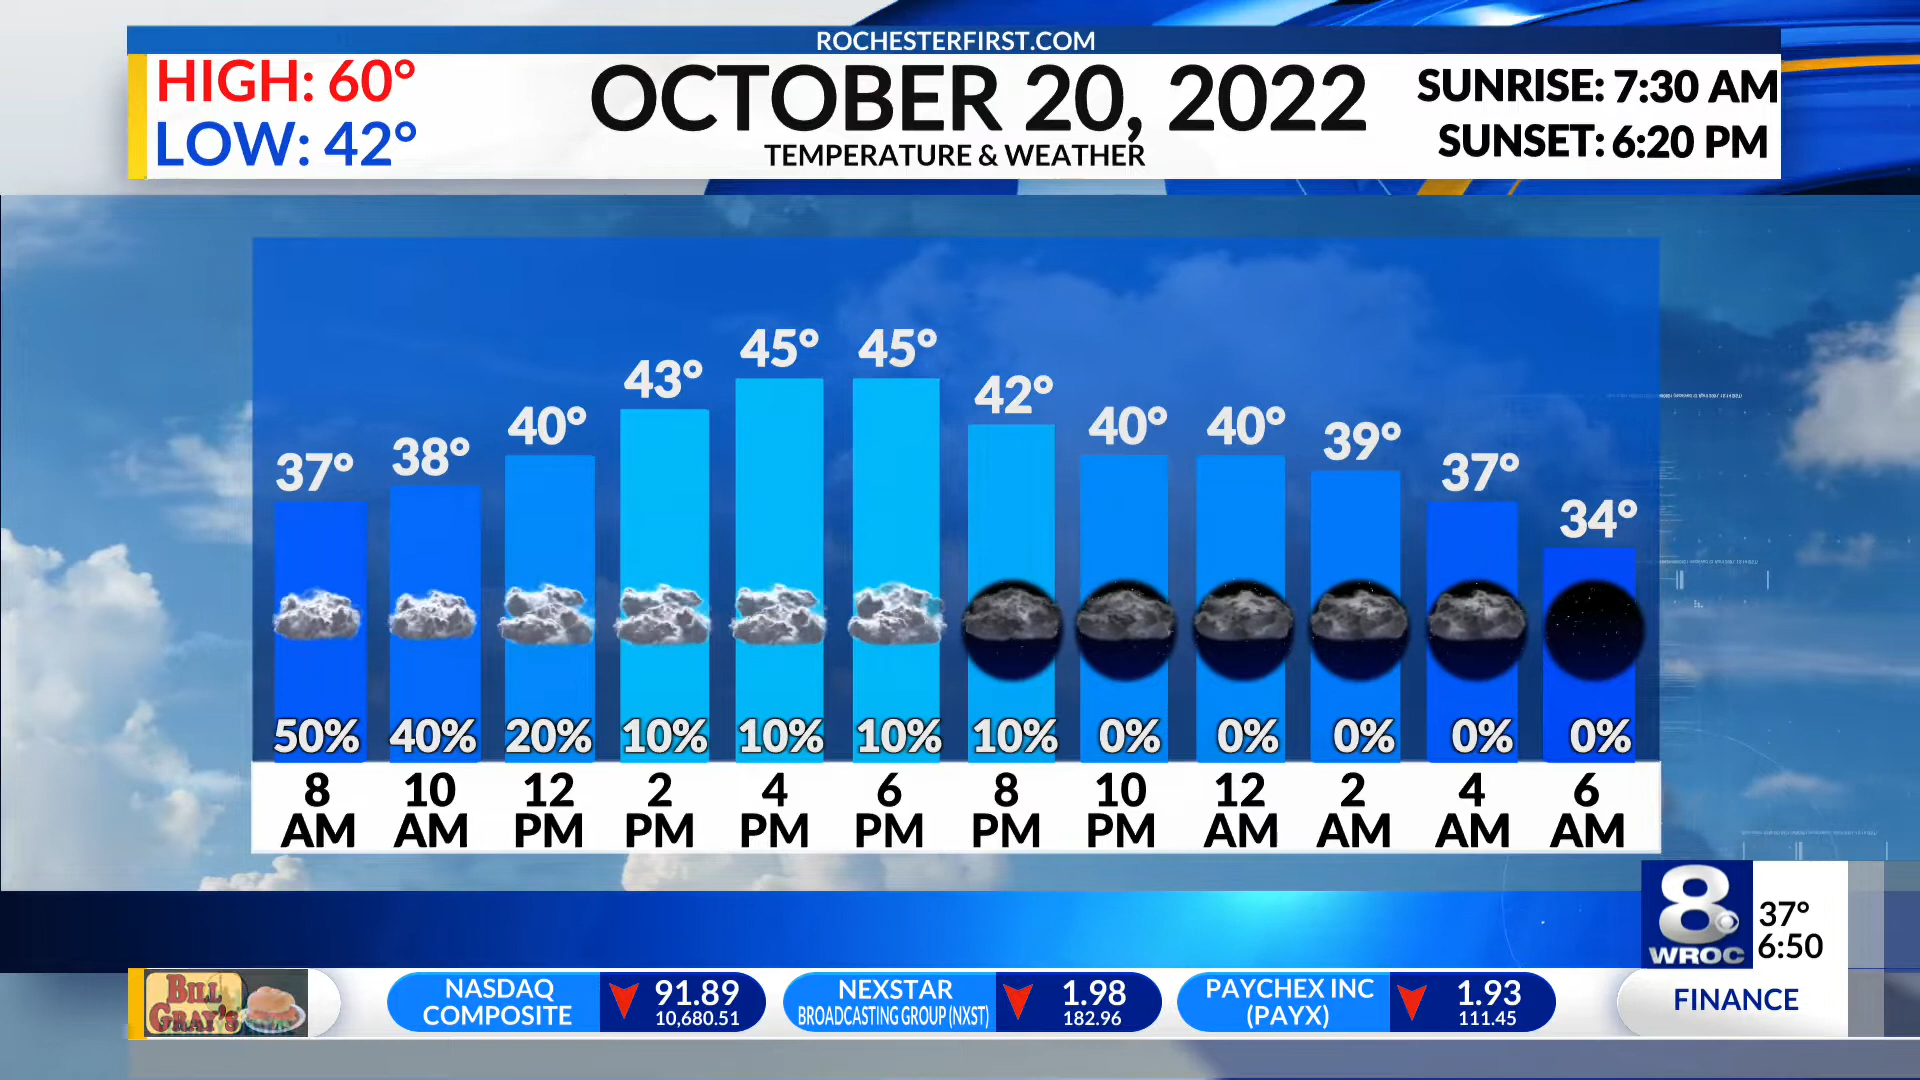 ROCHESTERFIRST.COM
HIGH: 60°
LOW: 42°
OCTOBER 20, 2022
TEMPERATURE & WEATHER
SUNRISE: 7:30 AM
SUNSET: 6:20 PM
37° 38° 40° 43° 45° 45° 42° 40° 40° 39° 37° 34°
50% 40% 20% 10% 10% 10% 10% 0% 0% 0% 0% 0%
8 10 12 2 4 6 8 10 12 2 4 6
AM AM PM PM PM PM PM PM AM AM AM AM
8
WROC
37°
6:50
BILL
GRAY'S
NASDAQ
COMPOSITE
91.89
10,680.51
NEXSTAR
BROADCASTING GROUP (NXST)
1.98
182.96
PAYCHEX INC
(PAYX)
1.93
111.45
FINANCE